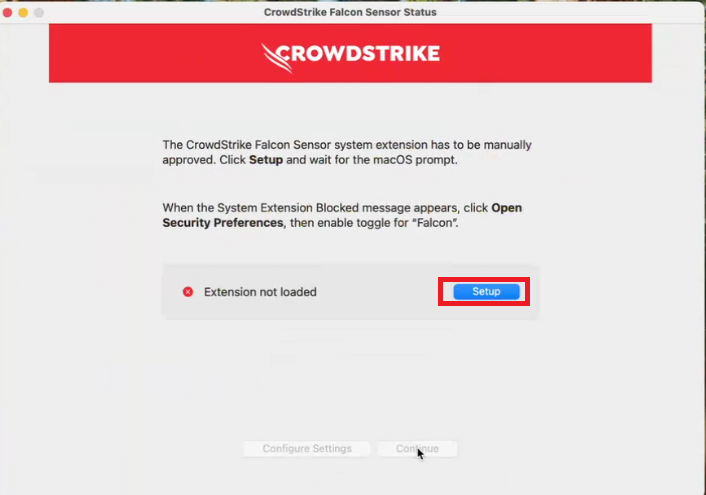 CrowdStrike Falcon Sensor Status
CROWDSTRIKE
The CrowdStrike Falcon Sensor system extension has to be manually
approved. Click Setup and wait for the macOS prompt.
When the System Extension Blocked message appears, click Open
Security Preferences, then enable toggle for “Falcon”.
Extension not loaded
Setup
Configure Settings
Continue